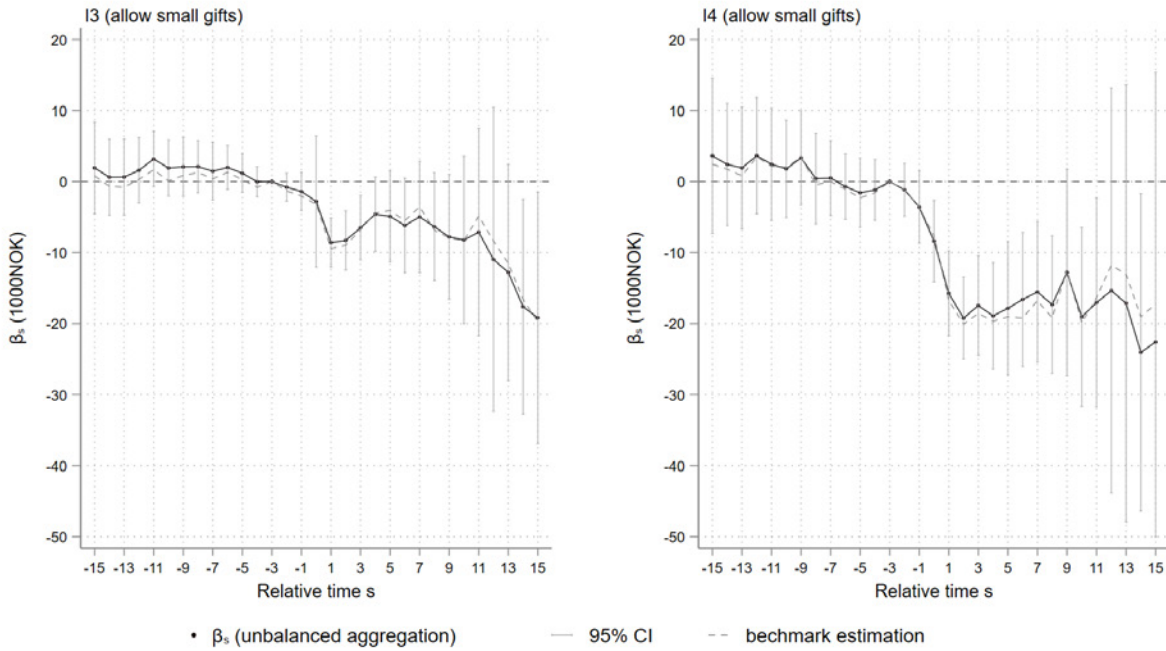 I3 (allow small gifts)
20
10
0
-10
-20
-30
-40
-50
βₛ (1000NOK)
-15 -13 -11 -9 -7 -5 -3 -1 1 3 5 7 9 11 13 15
Relative time s
I4 (allow small gifts)
20
10
0
-10
-20
-30
-40
-50
βₛ (1000NOK)
-15 -13 -11 -9 -7 -5 -3 -1 1 3 5 7 9 11 13 15
Relative time s
βₛ (unbalanced aggregation) 95% CI bechmark estimation